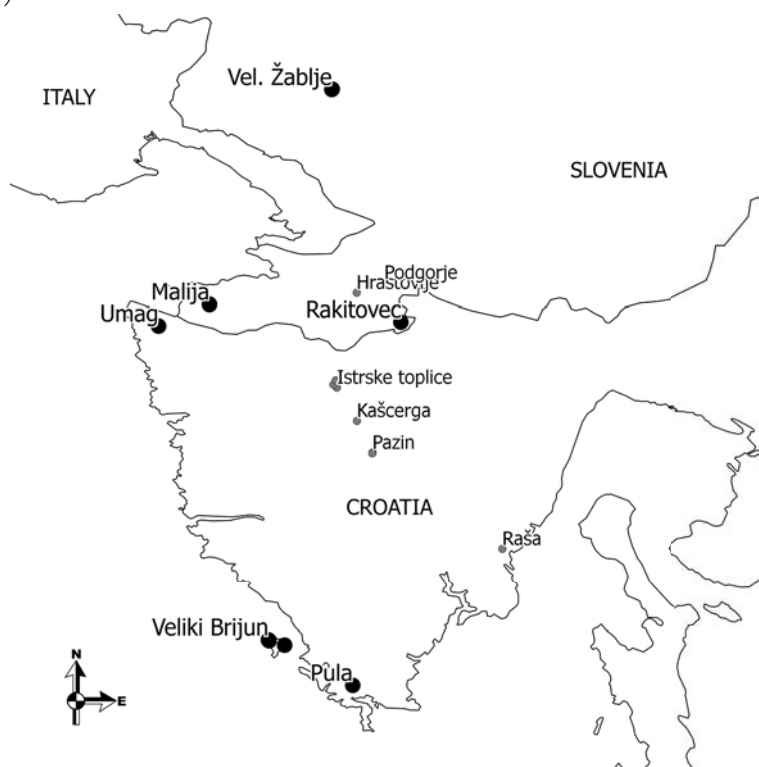 )
Vel. Žablje
ITALY
SLOVENIA
Podgorje
Hrastovlje
Malija
Umag
Rakitovec
Istrske toplice
Kašcerga
Pazin
CROATIA
Raša
Veliki Brijun
Pula
N
E